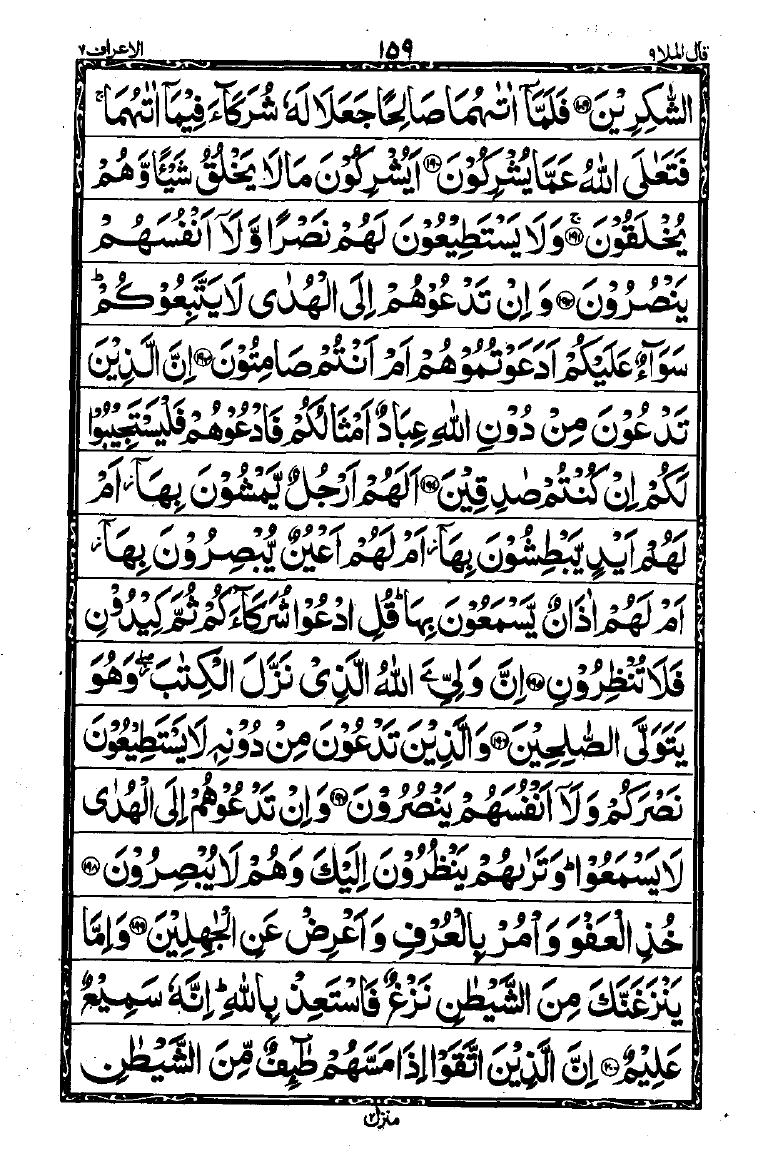 الاعراف ٧ ١٥٩ قال الملا ٩
الشّٰكِرِيْنَ ﴿١٨٩﴾ فَلَمَّآ اٰتٰىهُمَا صَالِحًا جَعَلَا لَهٗ شُرَكَآءَ فِيْمَآ اٰتٰىهُمَا ۚ
فَتَعٰلَى اللّٰهُ عَمَّا يُشْرِكُوْنَ ﴿١٩٠﴾ اَيُشْرِكُوْنَ مَا لَا يَخْلُقُ شَيْـًٔا وَّهُمْ
يُخْلَقُوْنَ ۚ ﴿١٩١﴾ وَلَا يَسْتَطِيْعُوْنَ لَهُمْ نَصْرًا وَّلَآ اَنْفُسَهُمْ
يَنْصُرُوْنَ ﴿١٩٢﴾ وَاِنْ تَدْعُوْهُمْ اِلَى الْهُدٰى لَا يَتَّبِعُوْكُمْ ؕ
سَوَآءٌ عَلَيْكُمْ اَدَعَوْتُمُوْهُمْ اَمْ اَنْتُمْ صَامِتُوْنَ ﴿١٩٣﴾ اِنَّ الَّذِيْنَ
تَدْعُوْنَ مِنْ دُوْنِ اللّٰهِ عِبَادٌ اَمْثَالُكُمْ فَادْعُوْهُمْ فَلْيَسْتَجِيْبُوْا
لَكُمْ اِنْ كُنْتُمْ صٰدِقِيْنَ ﴿١٩٤﴾ اَلَهُمْ اَرْجُلٌ يَّمْشُوْنَ بِهَآ ز اَمْ
لَهُمْ اَيْدٍ يَّبْطِشُوْنَ بِهَآ ز اَمْ لَهُمْ اَعْيُنٌ يُّبْصِرُوْنَ بِهَآ ز
اَمْ لَهُمْ اٰذَانٌ يَّسْمَعُوْنَ بِهَا ؕ قُلِ ادْعُوْا شُرَكَآءَكُمْ ثُمَّ كِيْدُوْنِ
فَلَا تُنْظِرُوْنِ ﴿١٩٥﴾ اِنَّ وَلِيِّۦَ اللّٰهُ الَّذِيْ نَزَّلَ الْكِتٰبَ ۖ وَهُوَ
يَتَوَلَّى الصّٰلِحِيْنَ ﴿١٩٦﴾ وَالَّذِيْنَ تَدْعُوْنَ مِنْ دُوْنِهٖ لَا يَسْتَطِيْعُوْنَ
نَصْرَكُمْ وَلَآ اَنْفُسَهُمْ يَنْصُرُوْنَ ﴿١٩٧﴾ وَاِنْ تَدْعُوْهُمْ اِلَى الْهُدٰى
لَا يَسْمَعُوْا ؕ وَتَرٰىهُمْ يَنْظُرُوْنَ اِلَيْكَ وَهُمْ لَا يُبْصِرُوْنَ ﴿١٩٨﴾
خُذِ الْعَفْوَ وَاْمُرْ بِالْعُرْفِ وَاَعْرِضْ عَنِ الْجٰهِلِيْنَ ﴿١٩٩﴾ وَاِمَّا
يَنْزَغَنَّكَ مِنَ الشَّيْطٰنِ نَزْغٌ فَاسْتَعِذْ بِاللّٰهِ ؕ اِنَّهٗ سَمِيْعٌ
عَلِيْمٌ ﴿٢٠٠﴾ اِنَّ الَّذِيْنَ اتَّقَوْا اِذَا مَسَّهُمْ طٰٓئِفٌ مِّنَ الشَّيْطٰنِ
منزل ٢